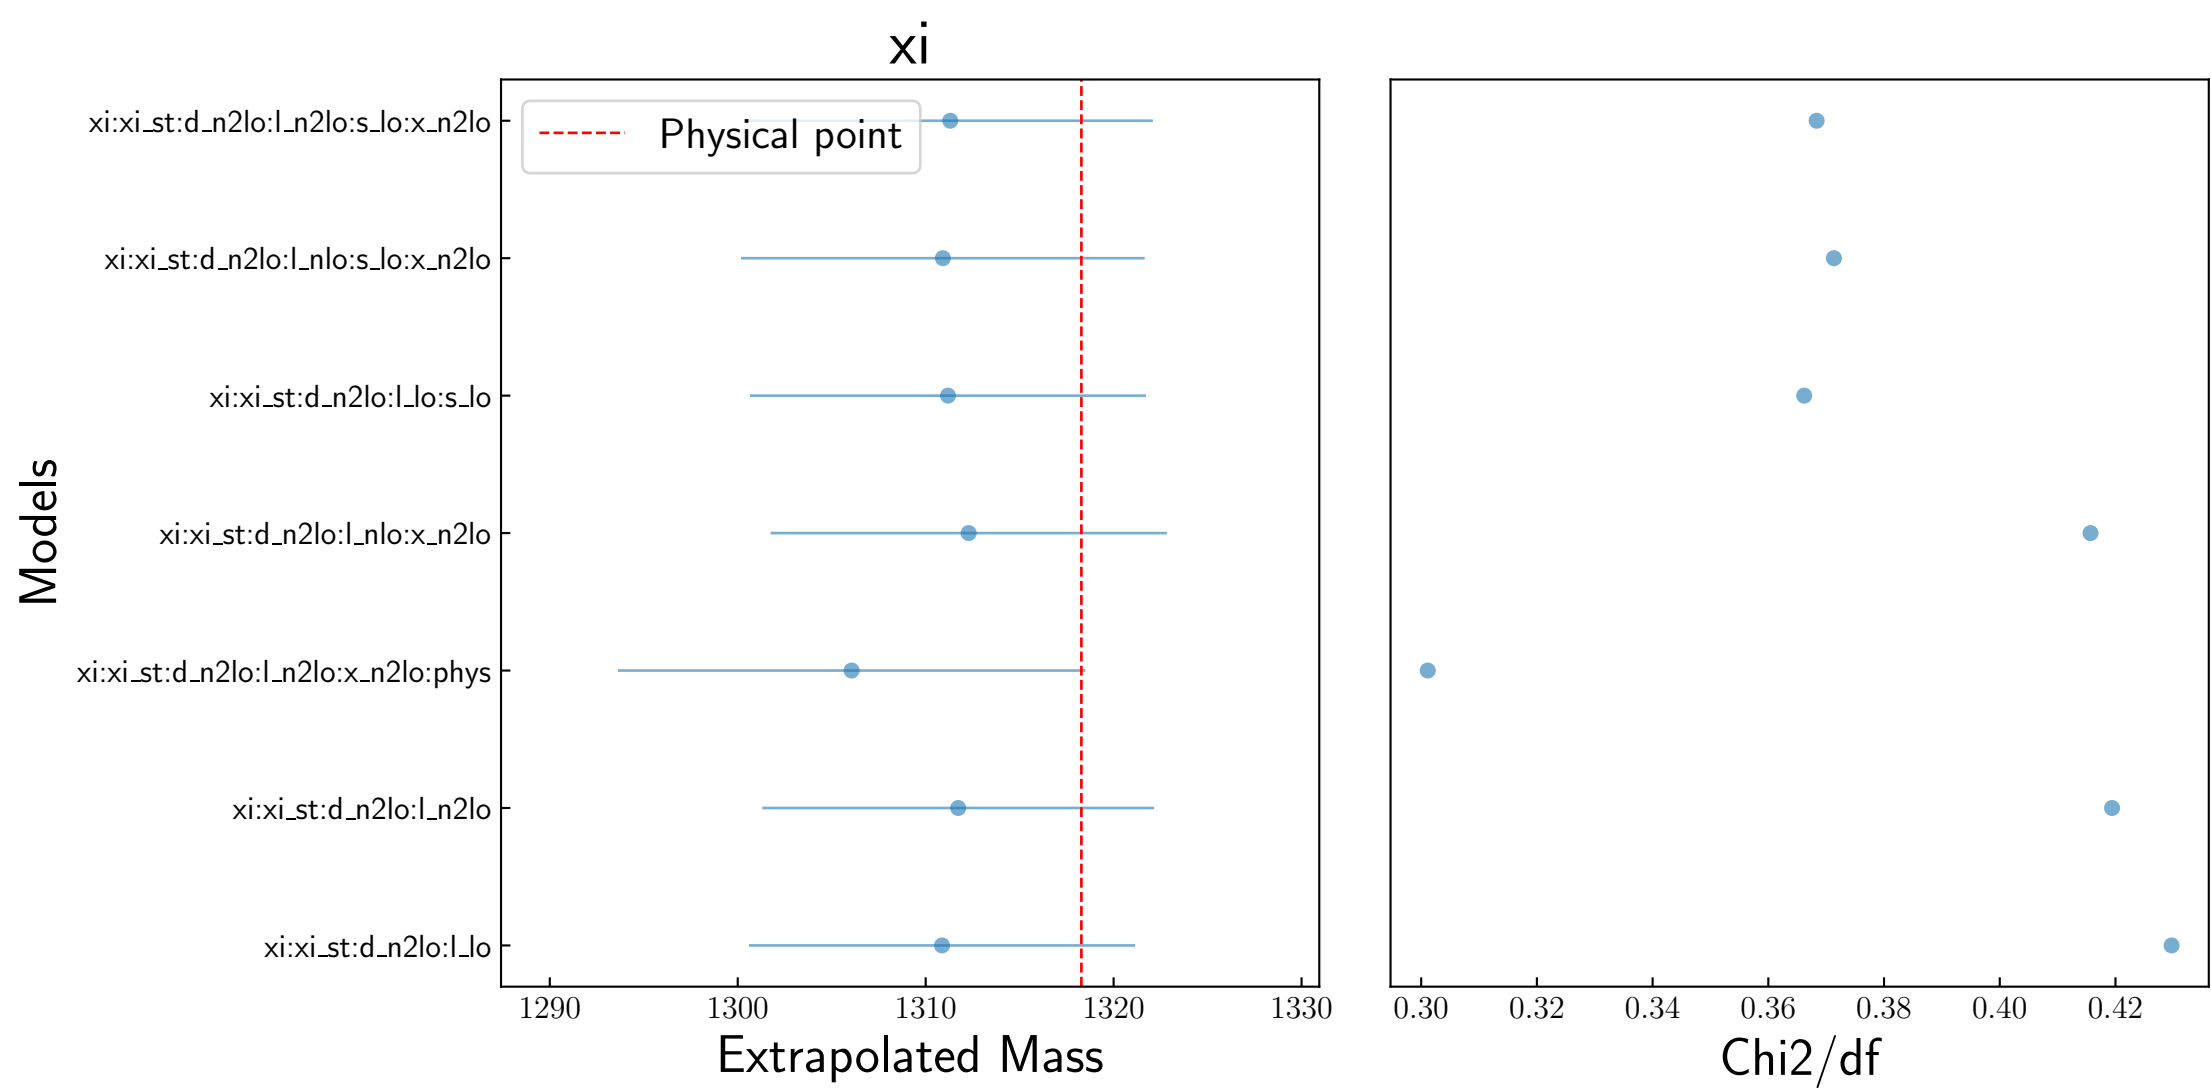 xi
Physical point
Models
xi:xi_st:d_n2lo:l_n2lo:s_lo:x_n2lo
xi:xi_st:d_n2lo:l_nlo:s_lo:x_n2lo
xi:xi_st:d_n2lo:l_lo:s_lo
xi:xi_st:d_n2lo:l_nlo:x_n2lo
xi:xi_st:d_n2lo:l_n2lo:x_n2lo:phys
xi:xi_st:d_n2lo:l_n2lo
xi:xi_st:d_n2lo:l_lo
1290 1300 1310 1320 1330
Extrapolated Mass
0.30 0.32 0.34 0.36 0.38 0.40 0.42
Chi2/df